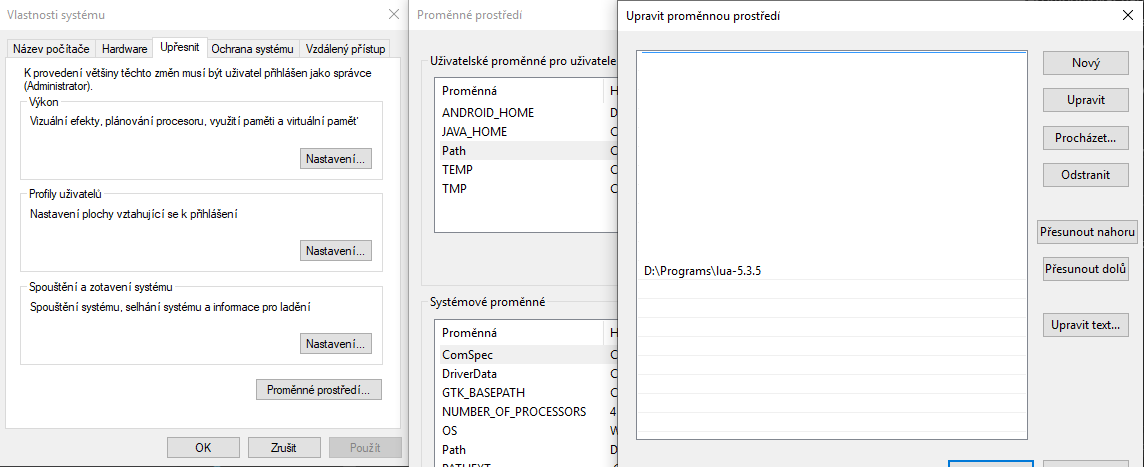 Vlastnosti systému
Název počítače
Hardware
Upřesnit
Ochrana systému
Vzdálený přístup
K provedení většiny těchto změn musí být uživatel přihlášen jako správce
(Administrator).
Výkon
Vizuální efekty, plánování procesoru, využití paměti a virtuální paměť
Nastavení...
Profily uživatelů
Nastavení plochy vztahující se k přihlášení
Nastavení...
Spouštění a zotavení systému
Spouštění systému, selhání systému a informace pro ladění
Nastavení...
Proměnné prostředí...
OK
Zrušit
Použít
Proměnné prostředí
Uživatelské proměnné pro uživatele
Proměnná
H
ANDROID_HOME
D
JAVA_HOME
C
Path
C
TEMP
C
TMP
C
Systémové proměnné
Proměnná
H
ComSpec
C
DriverData
C
GTK_BASEPATH
C
NUMBER_OF_PROCESSORS
4
OS
W
Path
D
PATHEXT
Upravit proměnnou prostředí
D:\Programs\lua-5.3.5
Nový
Upravit
Procházet...
Odstranit
Přesunout nahoru
Přesunout dolů
Upravit text...